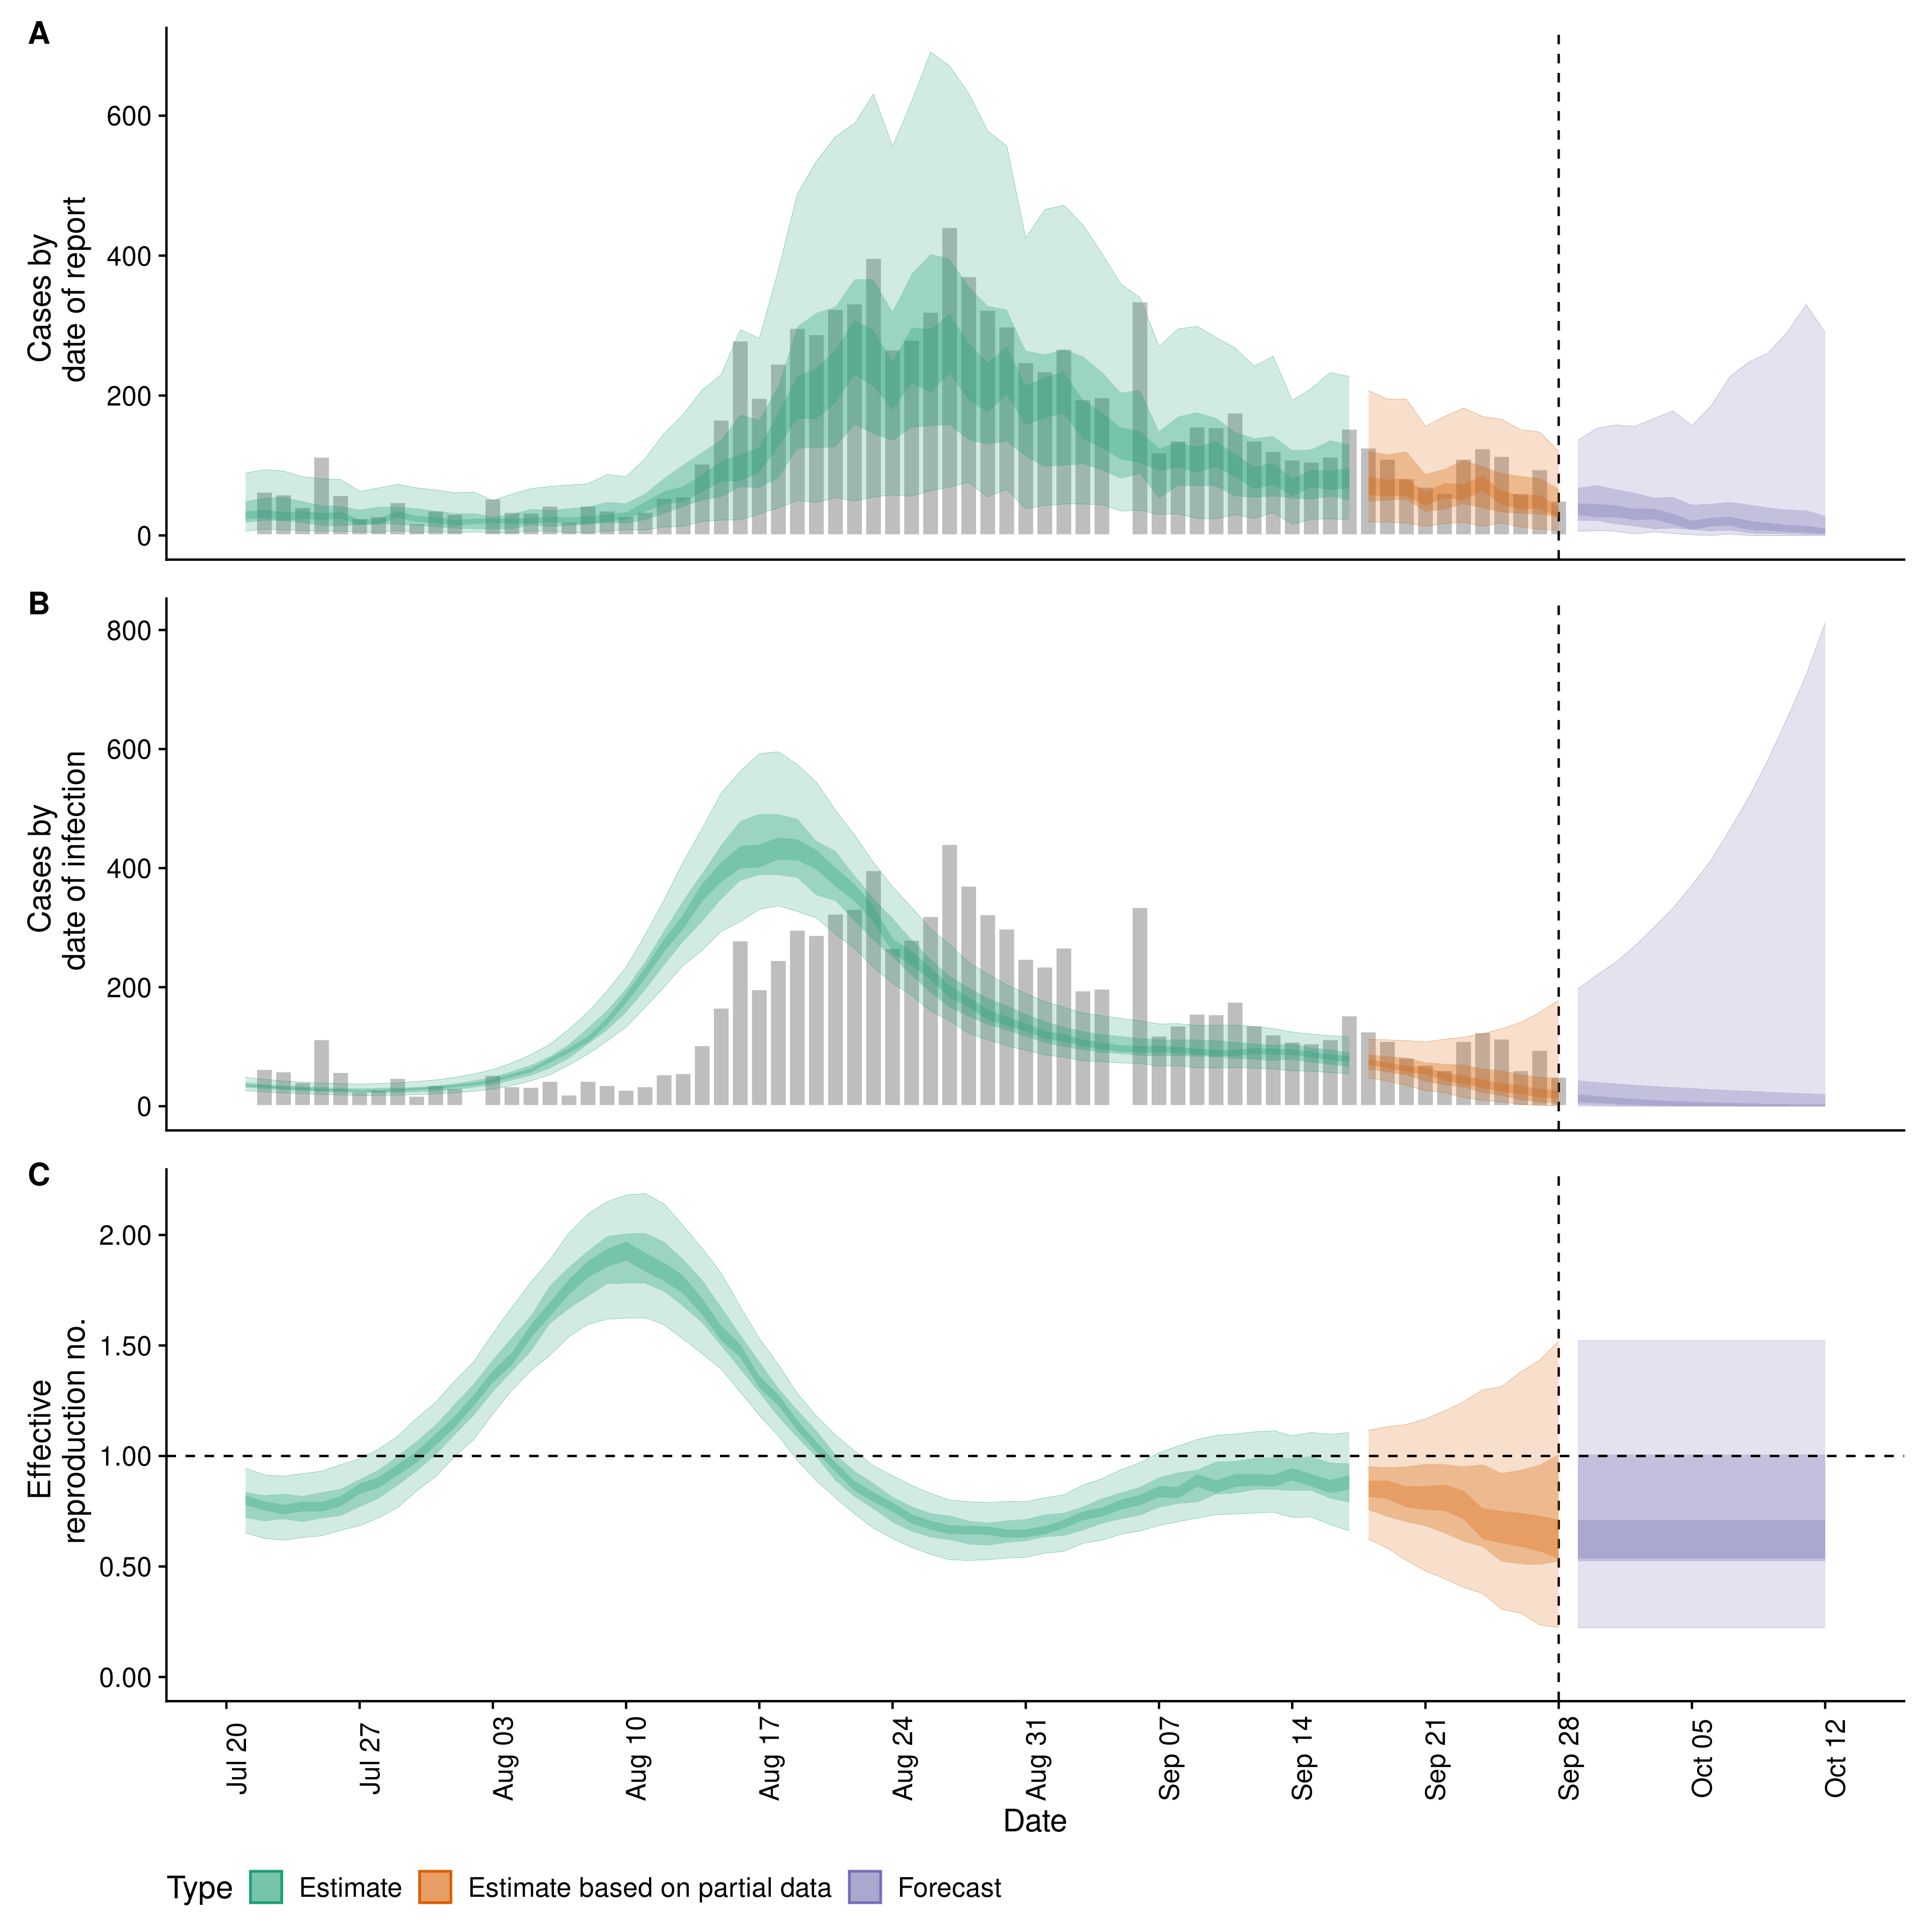 A
600
400
200
0
Cases by
date of report
B
800
600
400
200
0
Cases by
date of infection
C
2.00
1.50
1.00
0.50
0.00
Effective
reproduction no.
Jul 20
Jul 27
Aug 03
Aug 10
Aug 17
Aug 24
Aug 31
Sep 07
Sep 14
Sep 21
Sep 28
Oct 05
Oct 12
Date
Type Estimate Estimate based on partial data Forecast